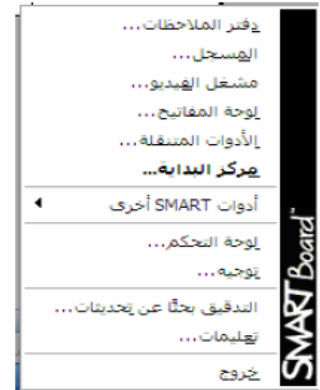 دفتر الملاحظات...
المسجل...
مشغل الفيديو...
لوحة المفاتيح...
الأدوات المتنقلة...
مركز البداية...
أدوات SMART أخرى
لوحة التحكم...
توجيه...
التدقيق بحثًا عن تحديثات...
تعليمات...
خروج
SMART Board™